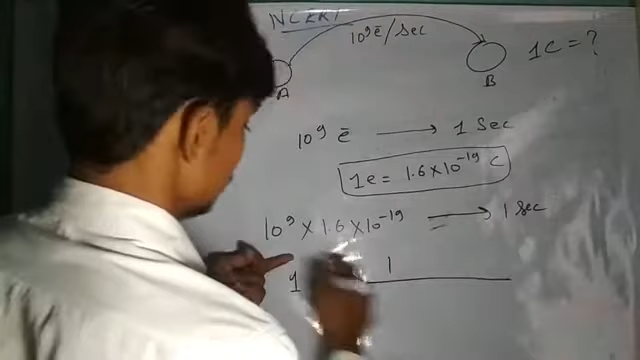 NCERT
10⁹ē/sec
1C = ?
A
B
10⁹ ē → 1 Sec
1e = 1.6×10⁻¹⁹ C
10⁹ × 1.6×10⁻¹⁹ → 1 sec
1 1